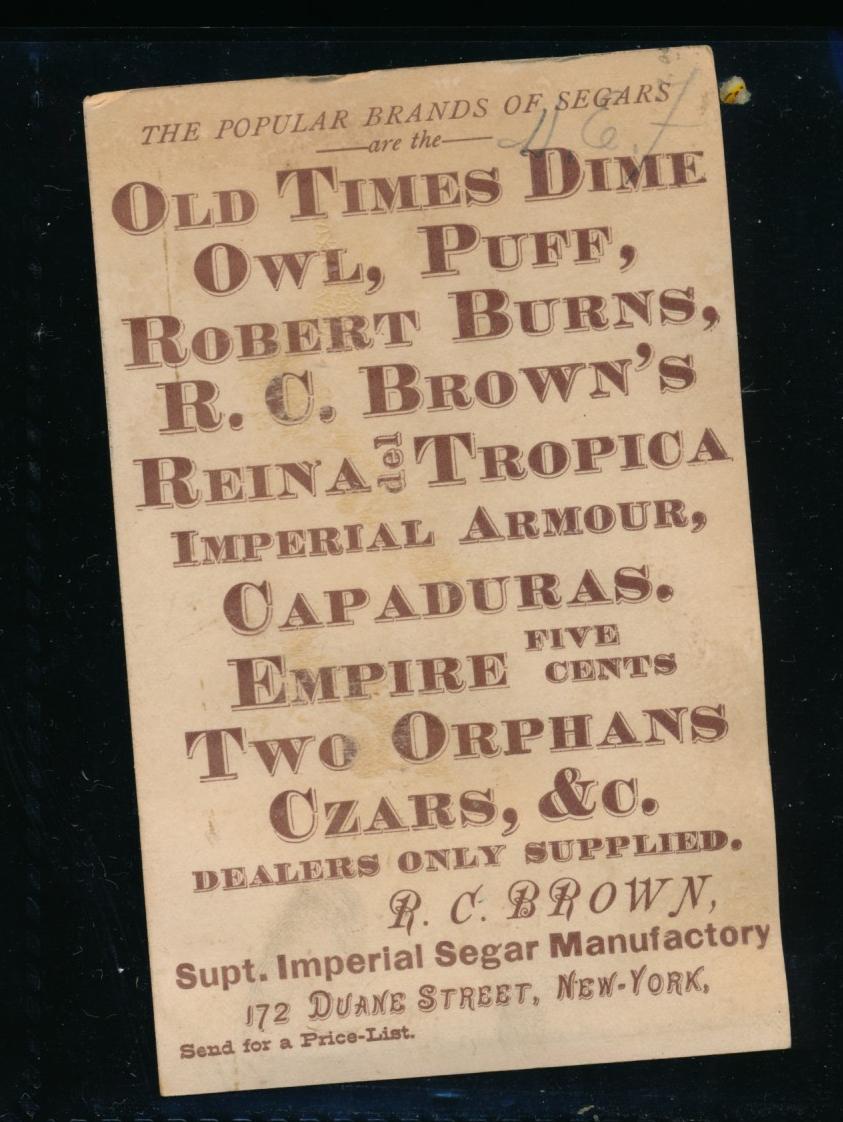 THE POPULAR BRANDS OF SEGARS
are the
OLD TIMES DIME
OWL, PUFF,
ROBERT BURNS,
R. C. BROWN'S
REINA del TROPICA
IMPERIAL ARMOUR,
CAPADURAS.
EMPIRE FIVE CENTS
TWO ORPHANS
CZARS, &C.
DEALERS ONLY SUPPLIED.
R. C. BROWN,
Supt. Imperial Segar Manufactory
172 DUANE STREET, NEW-YORK,
Send for a Price-List.